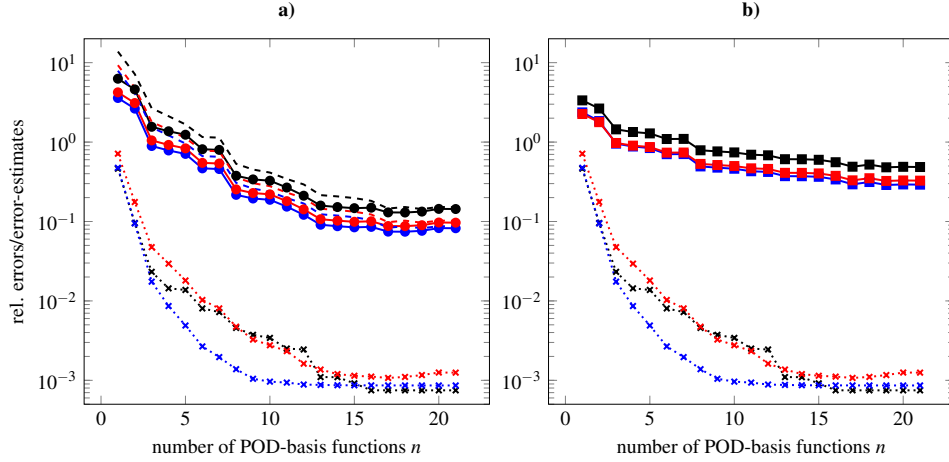 a)
b)
rel. errors/error-estimates
10^1
10^0
10^−1
10^−2
10^−3
0 5 10 15 20
number of POD-basis functions n
10^1
10^0
10^−1
10^−2
10^−3
0 5 10 15 20
number of POD-basis functions n